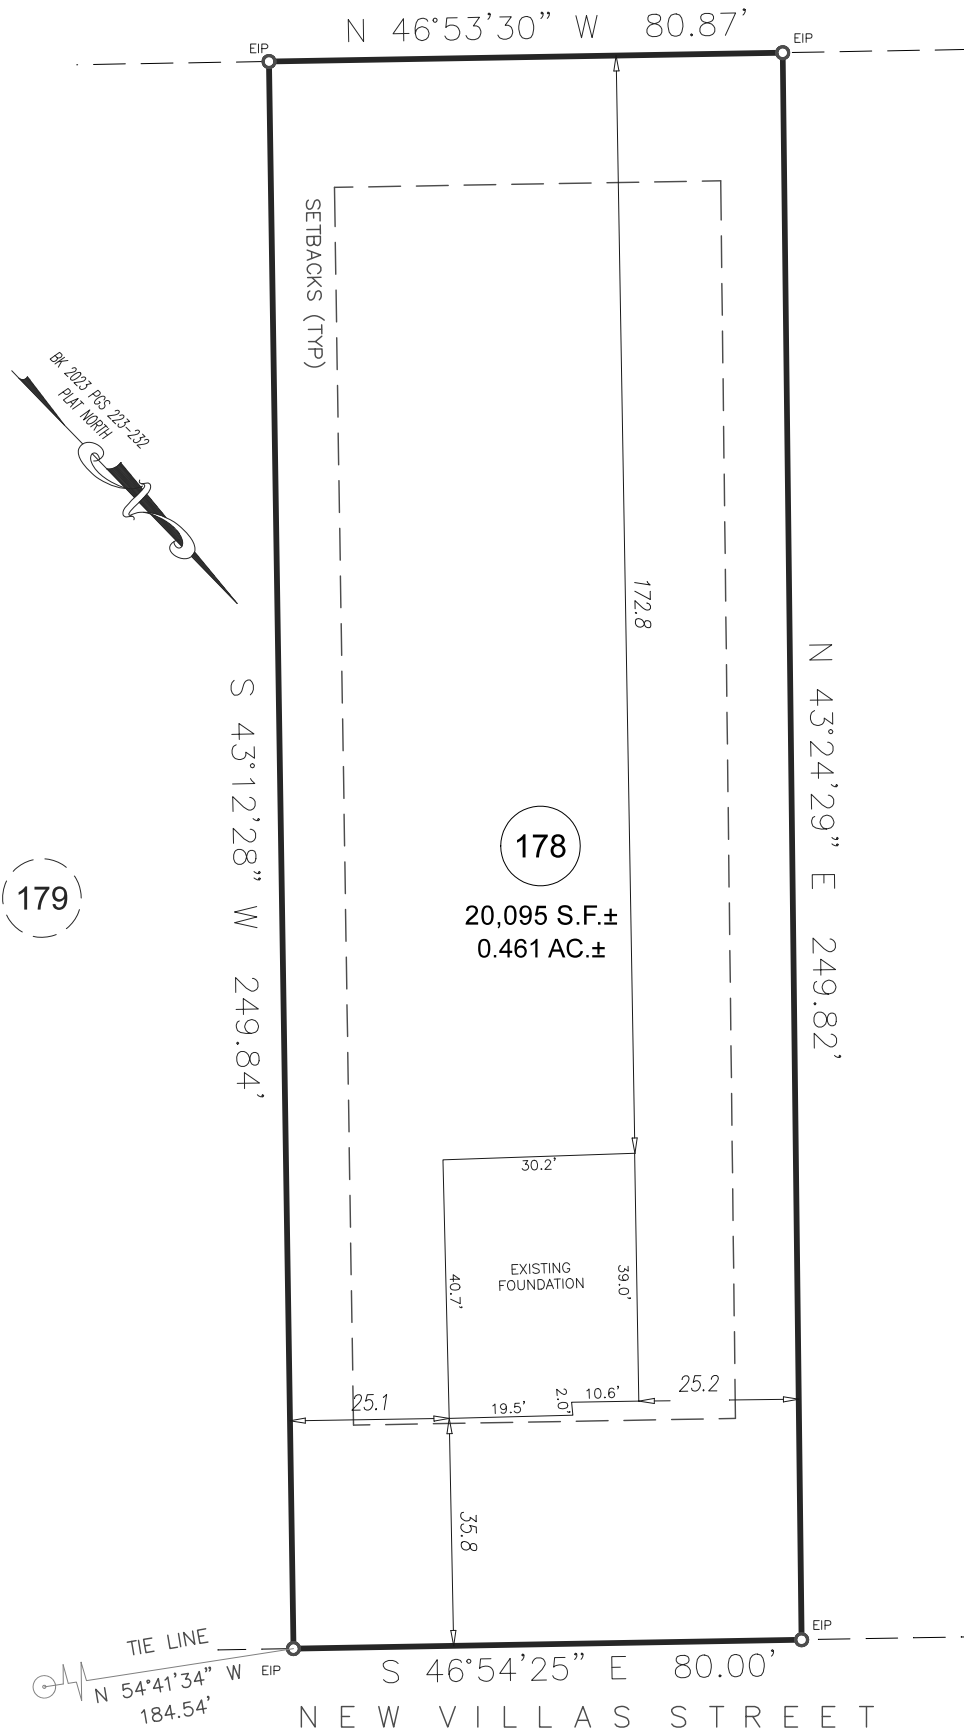 N 46°53'30" W 80.87'
EIP
EIP
SETBACKS (TYP)
BK 2023 PGS 223-232
PLAT NORTH
172.8
S 43°12'28" W 249.84'
N 43°24'29" E 249.82'
179
178
20,095 S.F.±
0.461 AC.±
30.2'
EXISTING
FOUNDATION
40.7'
39.0'
25.1
19.5'
2.0'
10.6'
25.2
35.8
TIE LINE
N 54°41'34" W
184.54'
EIP
EIP
S 46°54'25" E 80.00'
NEW VILLAS STREET